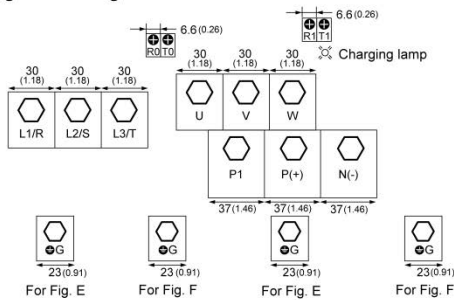 6.6(0.26)
6.6(0.26)
R0 T0
R1 T1
Charging lamp
30 30 30
(1.18) (1.18) (1.18)
30 30 30
(1.18) (1.18) (1.18)
U V W
L1/R L2/S L3/T
P1 P(+) N(-)
37(1.46) 37(1.46) 37(1.46)
G G G G
23(0.91) 23(0.91) 23(0.91) 23(0.91)
For Fig. E For Fig. F For Fig. E For Fig. F